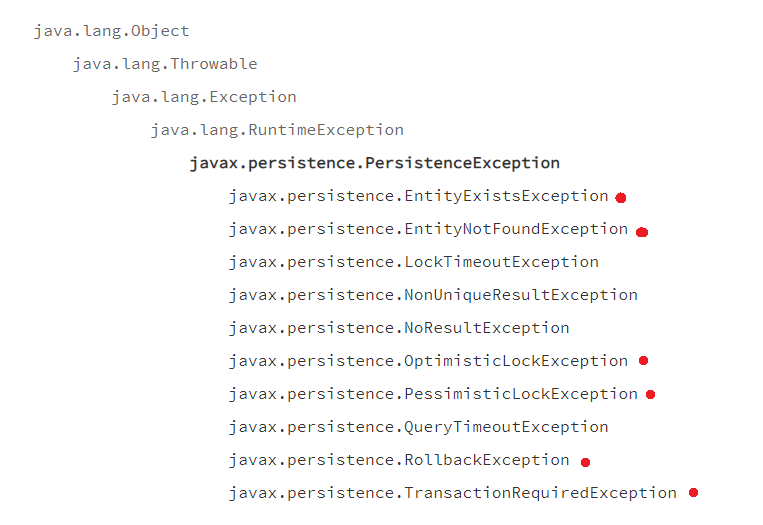 java.lang.Object
java.lang.Throwable
java.lang.Exception
java.lang.RuntimeException
javax.persistence.PersistenceException
javax.persistence.EntityExistsException
javax.persistence.EntityNotFoundException
javax.persistence.LockTimeoutException
javax.persistence.NonUniqueResultException
javax.persistence.NoResultException
javax.persistence.OptimisticLockException
javax.persistence.PessimisticLockException
javax.persistence.QueryTimeoutException
javax.persistence.RollbackException
javax.persistence.TransactionRequiredException